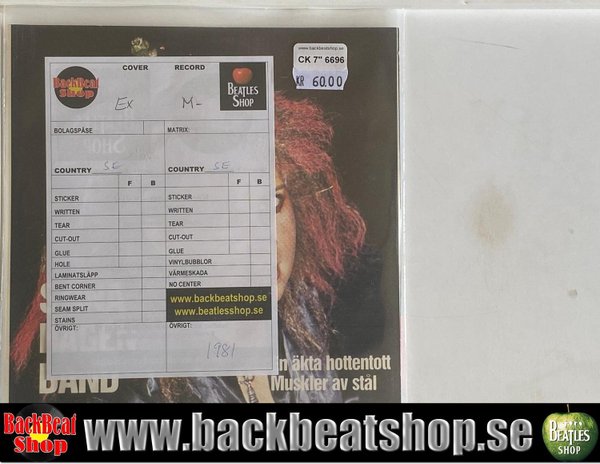 www.backbeatshop.se
CK 7" 6696
KR 60.00
BackBeat Shop
COVER RECORD
BEATLES SHOP
Ex M-
BOLAGSPÅSE MATRIX:
COUNTRY SE COUNTRY SE
F B F B
STICKER STICKER
WRITTEN WRITTEN
TEAR TEAR
CUT-OUT CUT-OUT
GLUE GLUE
HOLE VINYLBUBBLOR
LAMINATSLÄPP VÄRMESKADA
BENT CORNER NO CENTER
RINGWEAR www.backbeatshop.se
SEAM SPLIT www.beatlesshop.se
STAINS
ÖVRIGT: ÖVRIGT:
1981
BAND
n äkta hottentott
Muskler av stål
BackBeat Shop www.backbeatshop.se BEATLES SHOP